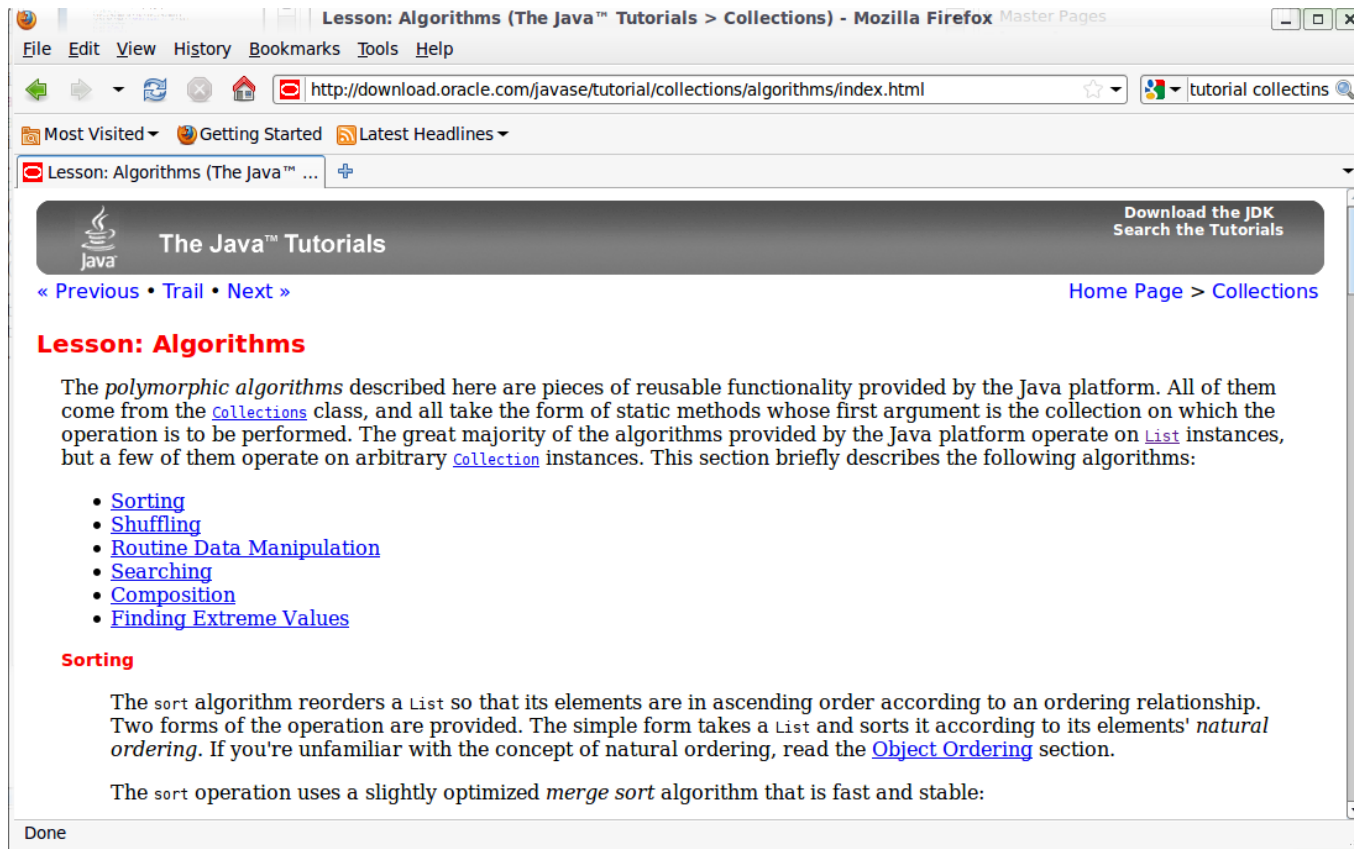 Lesson: Algorithms (The Java™ Tutorials > Collections) - Mozilla Firefox
Master Pages
File Edit View History Bookmarks Tools Help
http://download.oracle.com/javase/tutorial/collections/algorithms/index.html
tutorial collectins
Most Visited Getting Started Latest Headlines
Lesson: Algorithms (The Java™ ...
Download the JDK
Search the Tutorials
Java
The Java™ Tutorials
« Previous • Trail • Next »
Home Page > Collections
Lesson: Algorithms
The polymorphic algorithms described here are pieces of reusable functionality provided by the Java platform. All of them
come from the Collections class, and all take the form of static methods whose first argument is the collection on which the
operation is to be performed. The great majority of the algorithms provided by the Java platform operate on List instances,
but a few of them operate on arbitrary Collection instances. This section briefly describes the following algorithms:
• Sorting
• Shuffling
• Routine Data Manipulation
• Searching
• Composition
• Finding Extreme Values
Sorting
The sort algorithm reorders a List so that its elements are in ascending order according to an ordering relationship.
Two forms of the operation are provided. The simple form takes a List and sorts it according to its elements' natural
ordering. If you're unfamiliar with the concept of natural ordering, read the Object Ordering section.
The sort operation uses a slightly optimized merge sort algorithm that is fast and stable:
Done